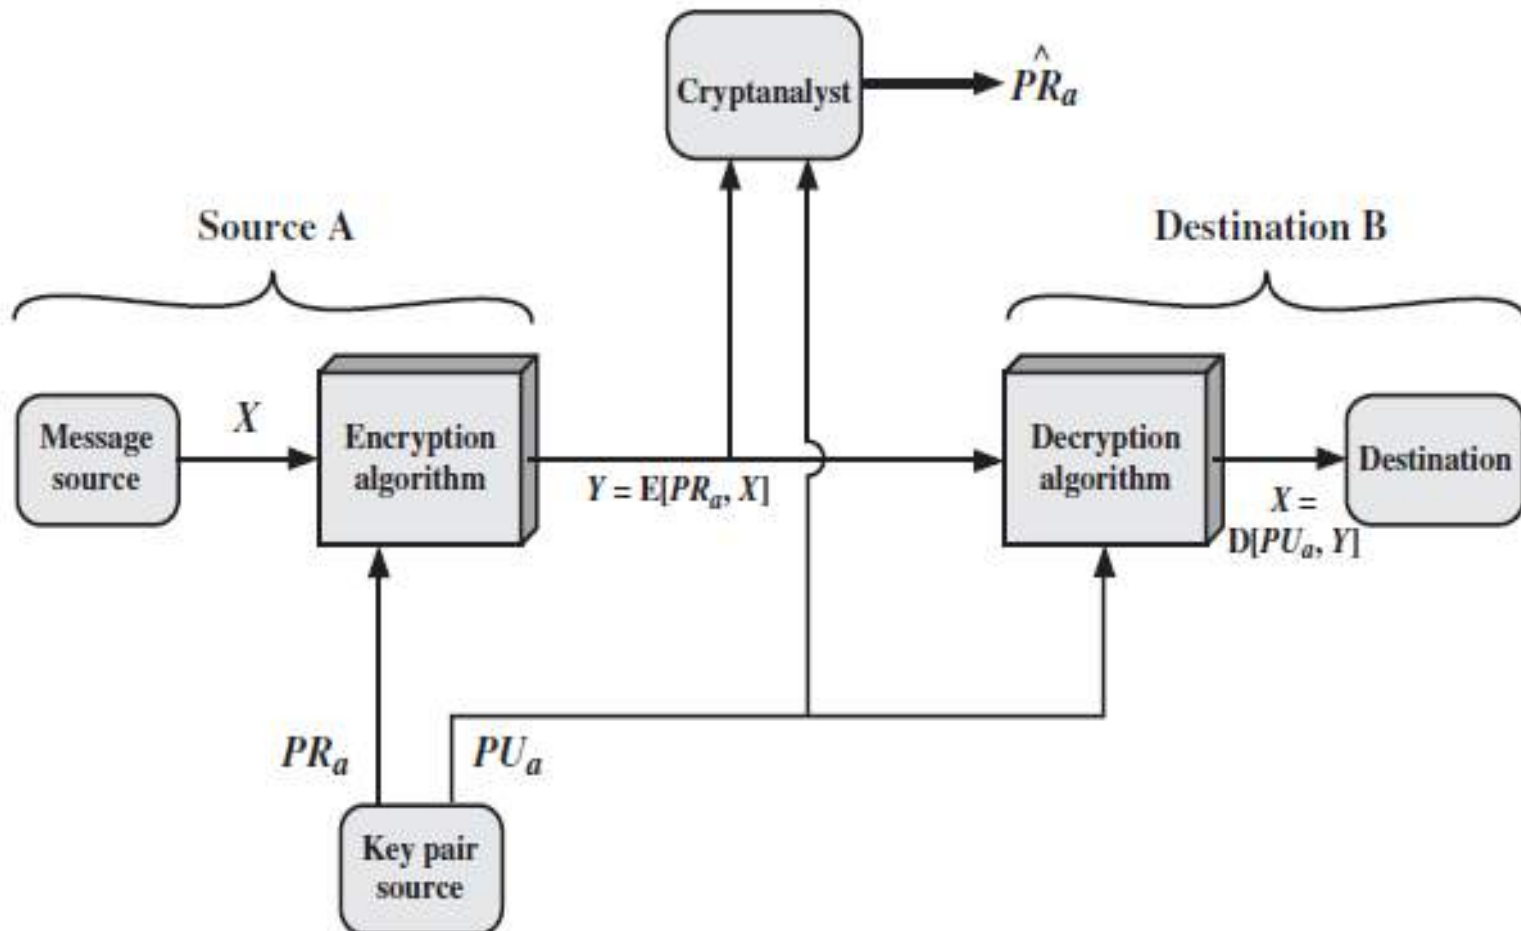 Cryptanalyst
P̂Rₐ
Source A
Destination B
Message
source
X
Encryption
algorithm
Y = E[PRₐ, X]
Decryption
algorithm
X =
D[PUₐ, Y]
Destination
PRₐ
PUₐ
Key pair
source